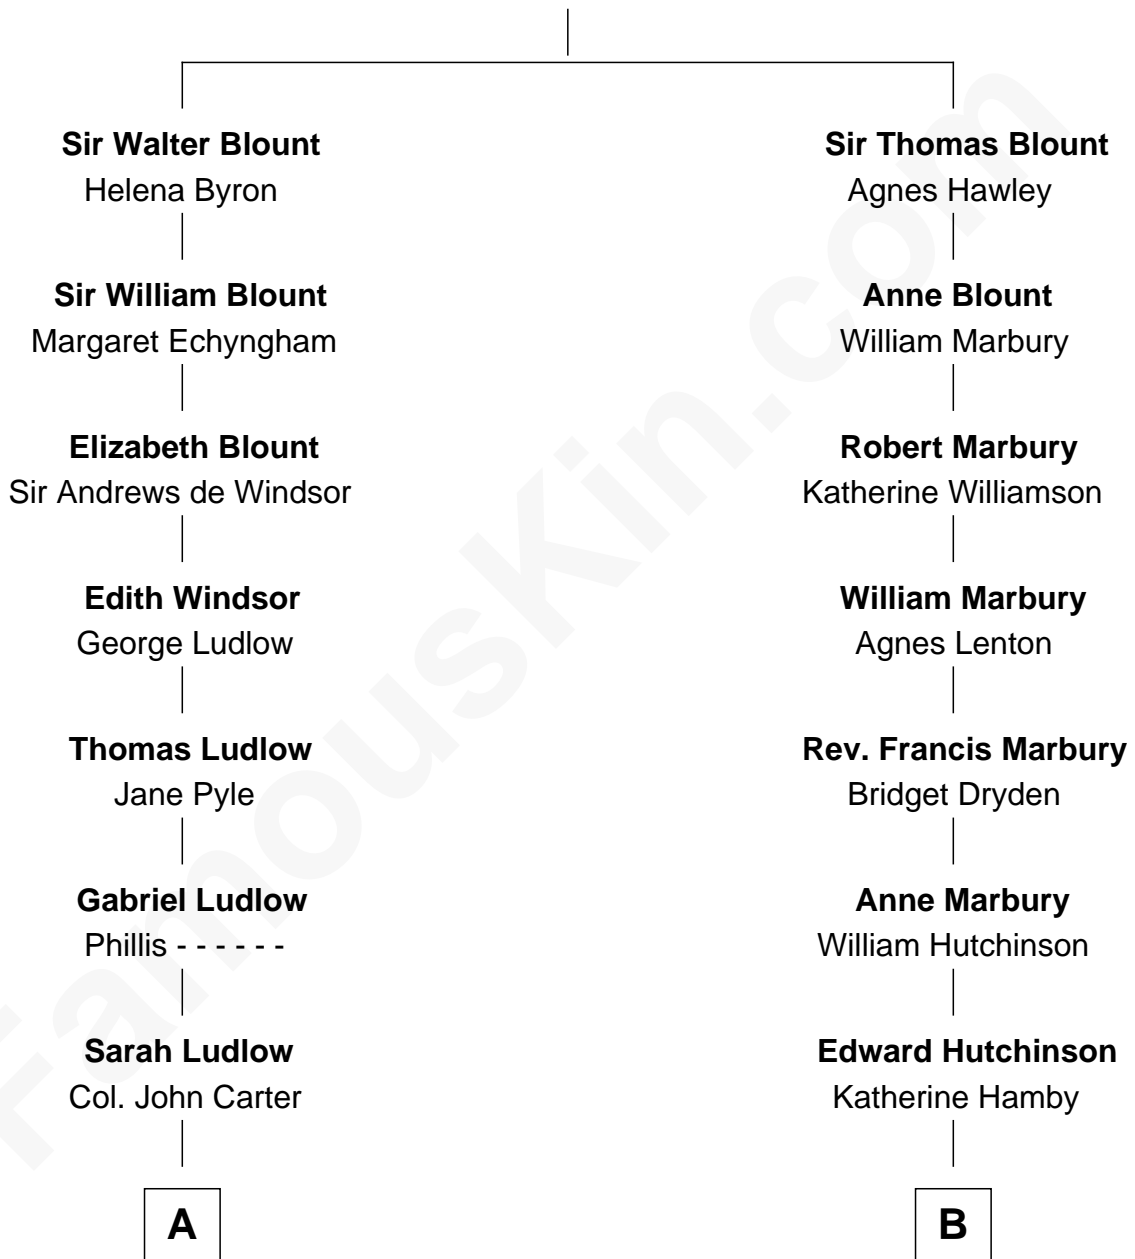 Sir Walter Blount
Helena Byron
Sir William Blount
Margaret Echyngham
Elizabeth Blount
Sir Andrews de Windsor
Edith Windsor
George Ludlow
Thomas Ludlow
Jane Pyle
Gabriel Ludlow
Phillis - - - - - -
Sarah Ludlow
Col. John Carter
A
Sir Thomas Blount
Agnes Hawley
Anne Blount
William Marbury
Robert Marbury
Katherine Williamson
William Marbury
Agnes Lenton
Rev. Francis Marbury
Bridget Dryden
Anne Marbury
William Hutchinson
Edward Hutchinson
Katherine Hamby
B
FamousKin.com